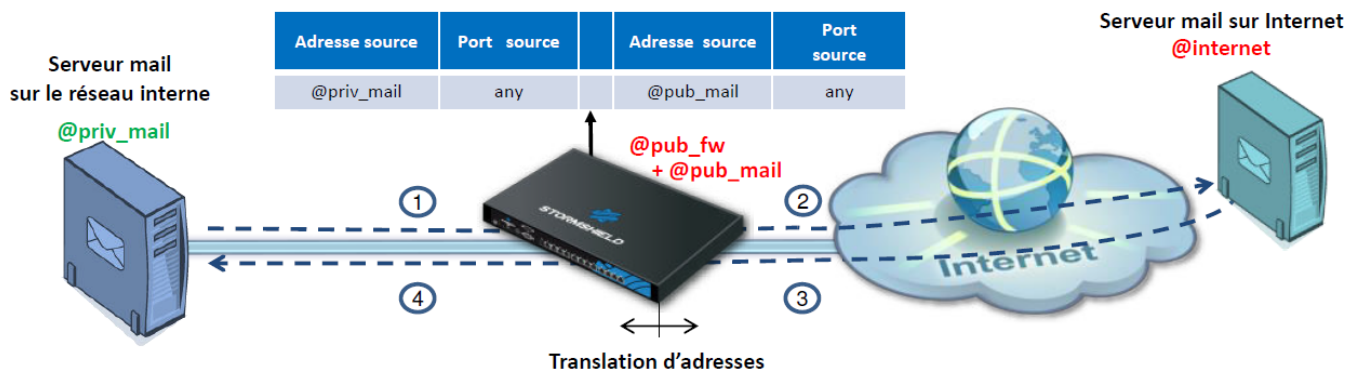 Adresse source Port source Adresse source Port source
@priv_mail any @pub_mail any
Serveur mail
sur le réseau interne
@priv_mail
Serveur mail sur Internet
@internet
@pub_fw
+ @pub_mail
1
2
STORMSHIELD
Internet
4
3
Translation d'adresses